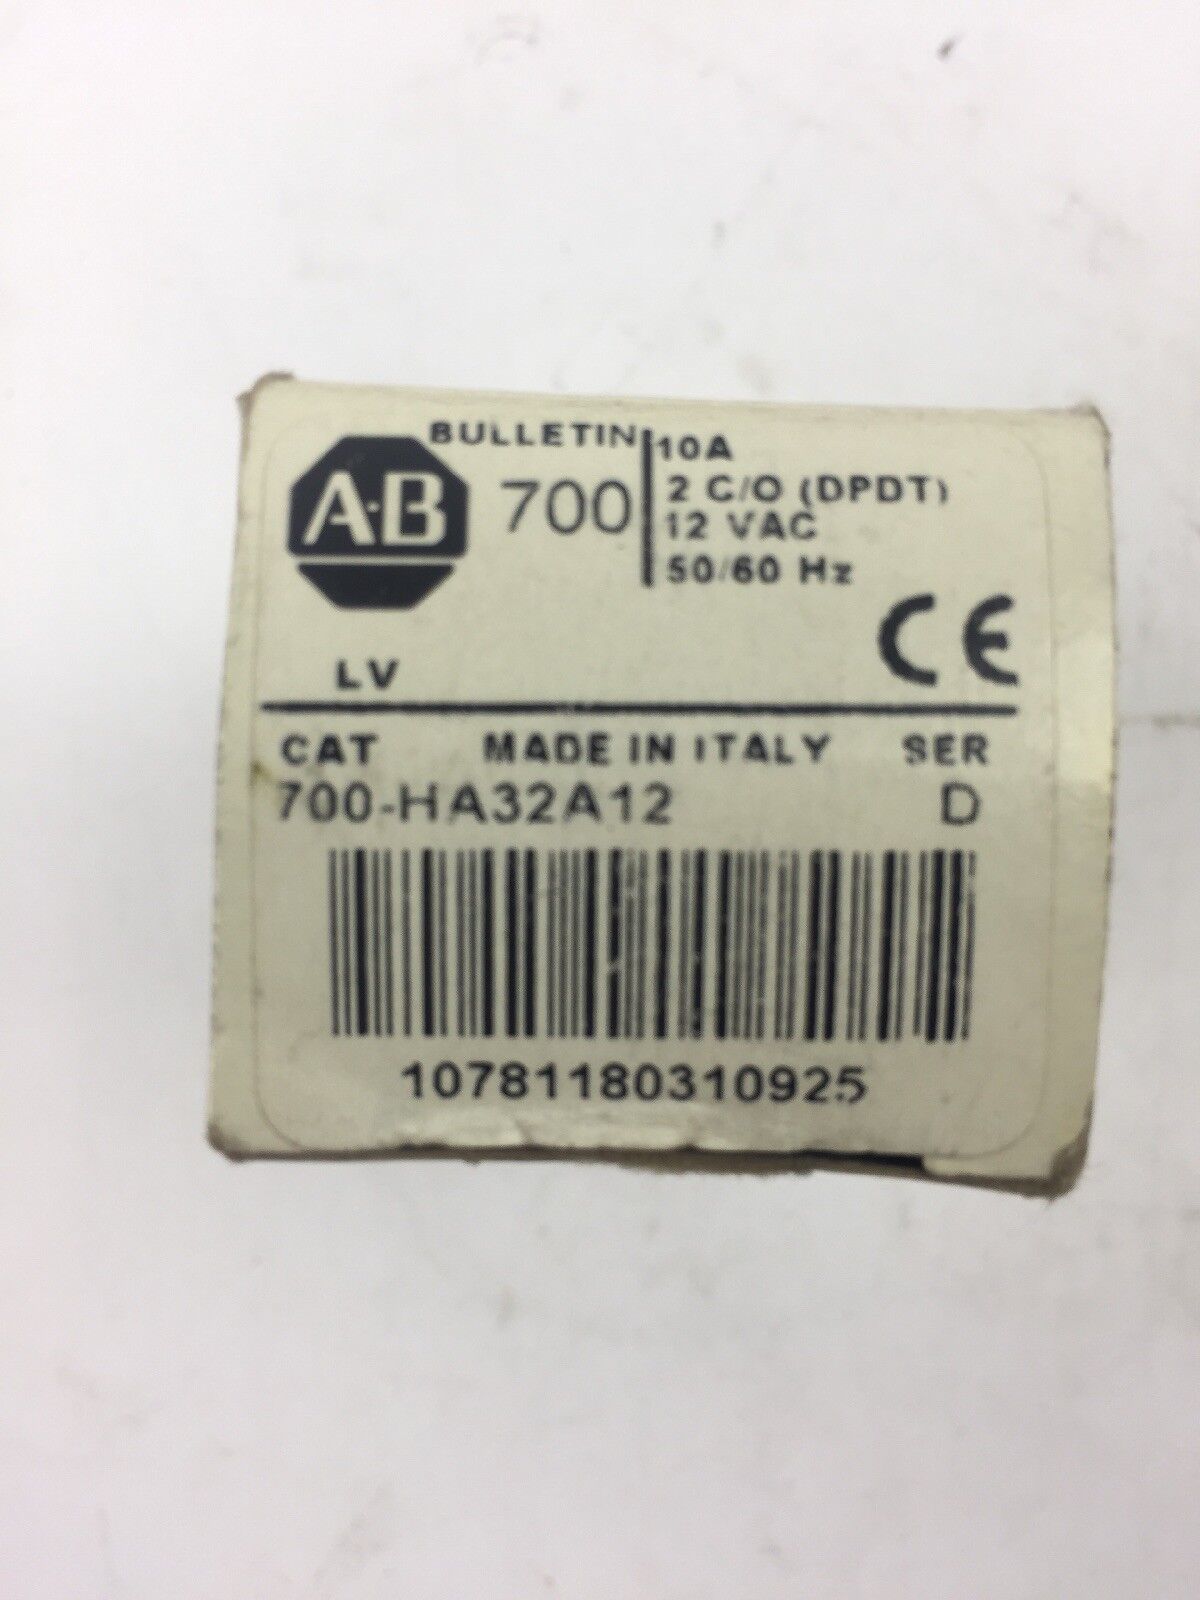 A·B
BULLETIN
700
10A
2 C/O (DPDT)
12 VAC
50/60 Hz
LV
CE
CAT MADE IN ITALY SER
700-HA32A12 D
10781180310925